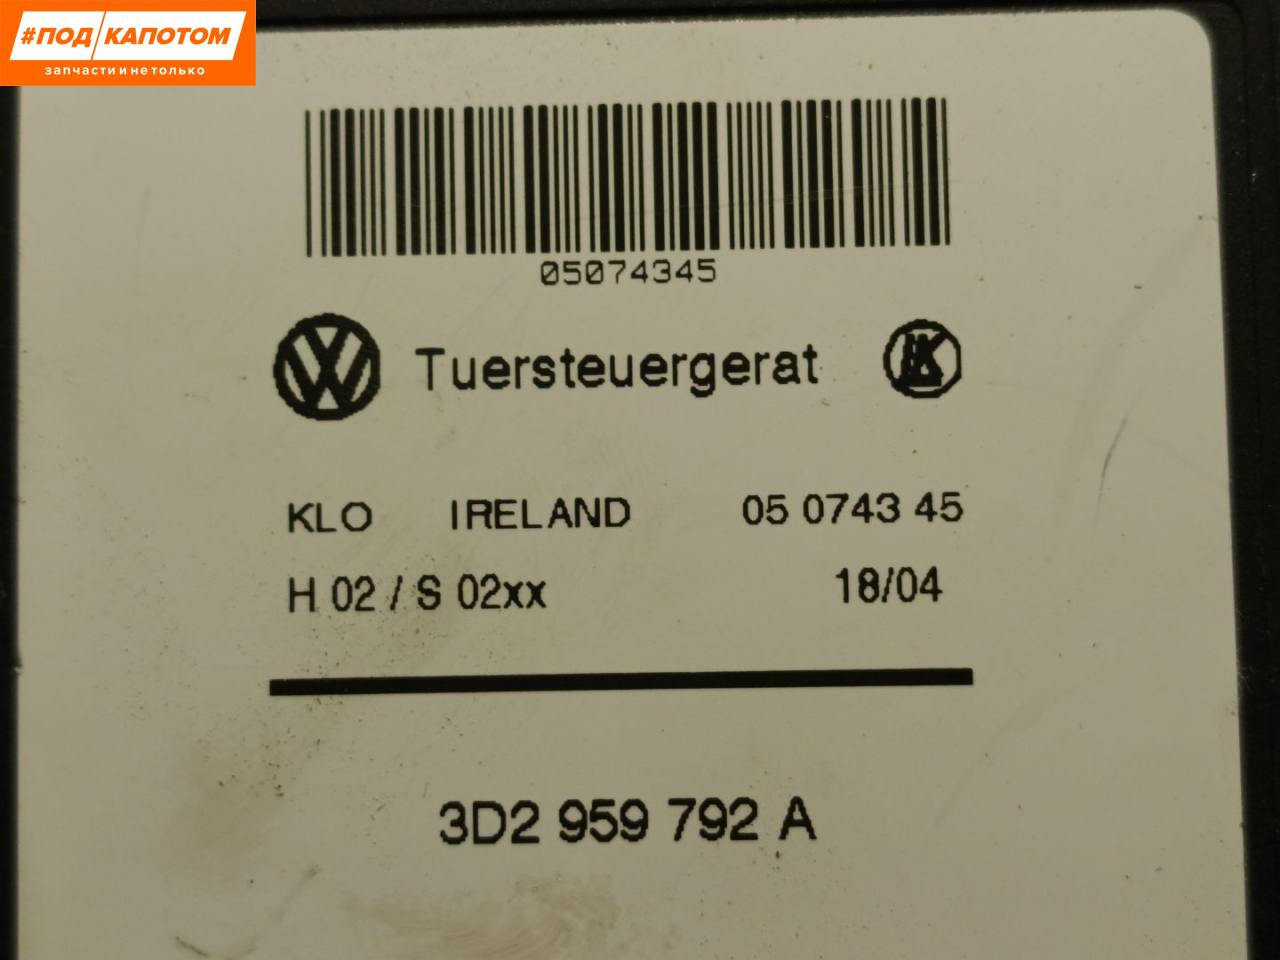 #ПОД/КАПОТОМ
запчасти и не только
05074345
Tuersteuergerat
KLO IRELAND 05 0743 45
H 02 / S 02xx 18/04
3D2 959 792 A